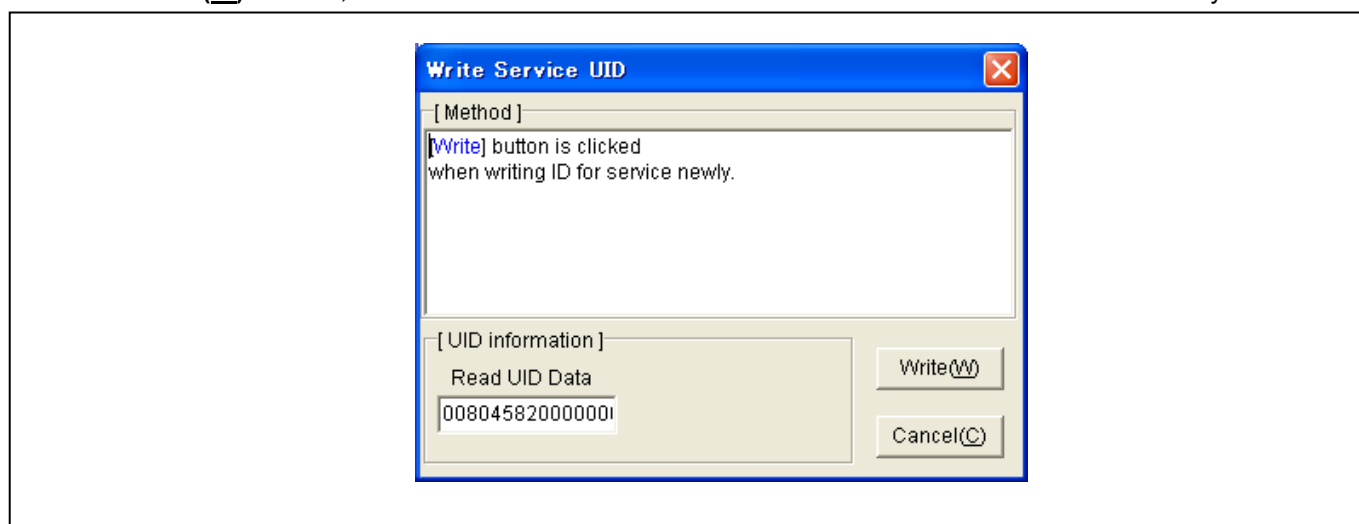 Write Service UID
[ Method ]
[Write] button is clicked
when writing ID for service newly.
[ UID information ]
Read UID Data
0080458200000
Write(W)
Cancel(C)